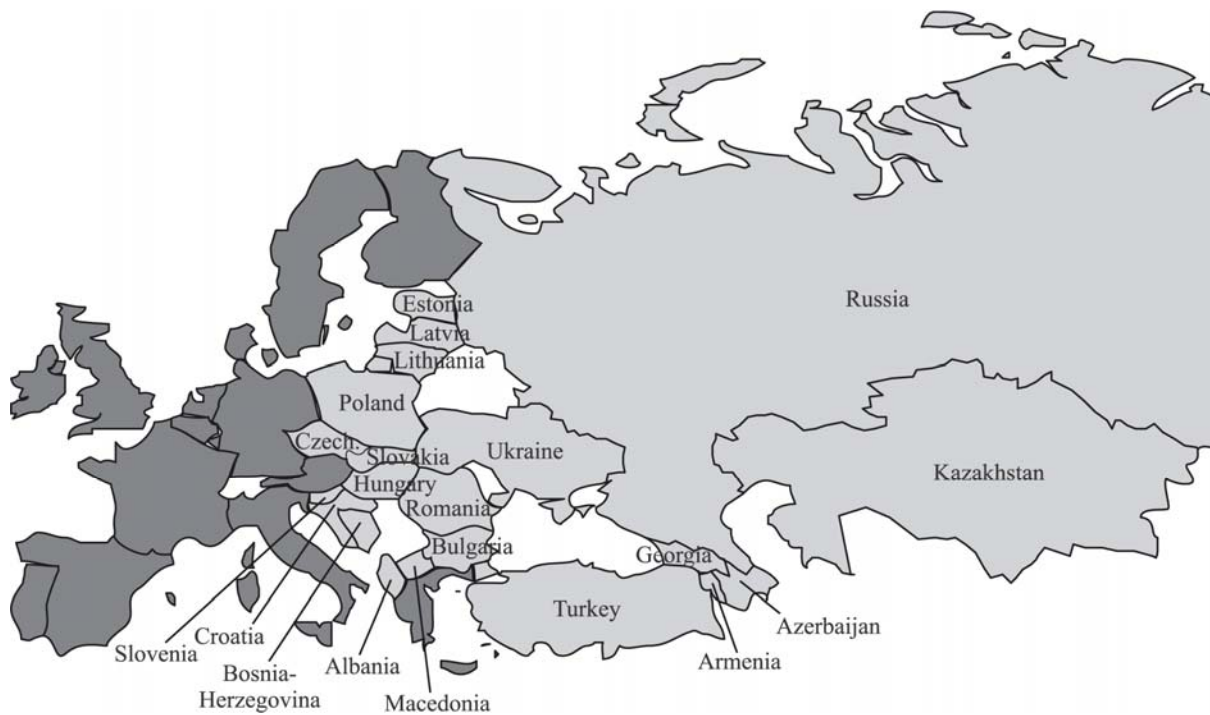 Russia
Estonia
Latvia
Lithuania
Poland
Czech.
Slovakia
Ukraine
Hungary
Kazakhstan
Romania
Bulgaria
Georgia
Turkey
Azerbaijan
Croatia
Slovenia
Albania
Armenia
Bosnia-
Herzegovina
Macedonia